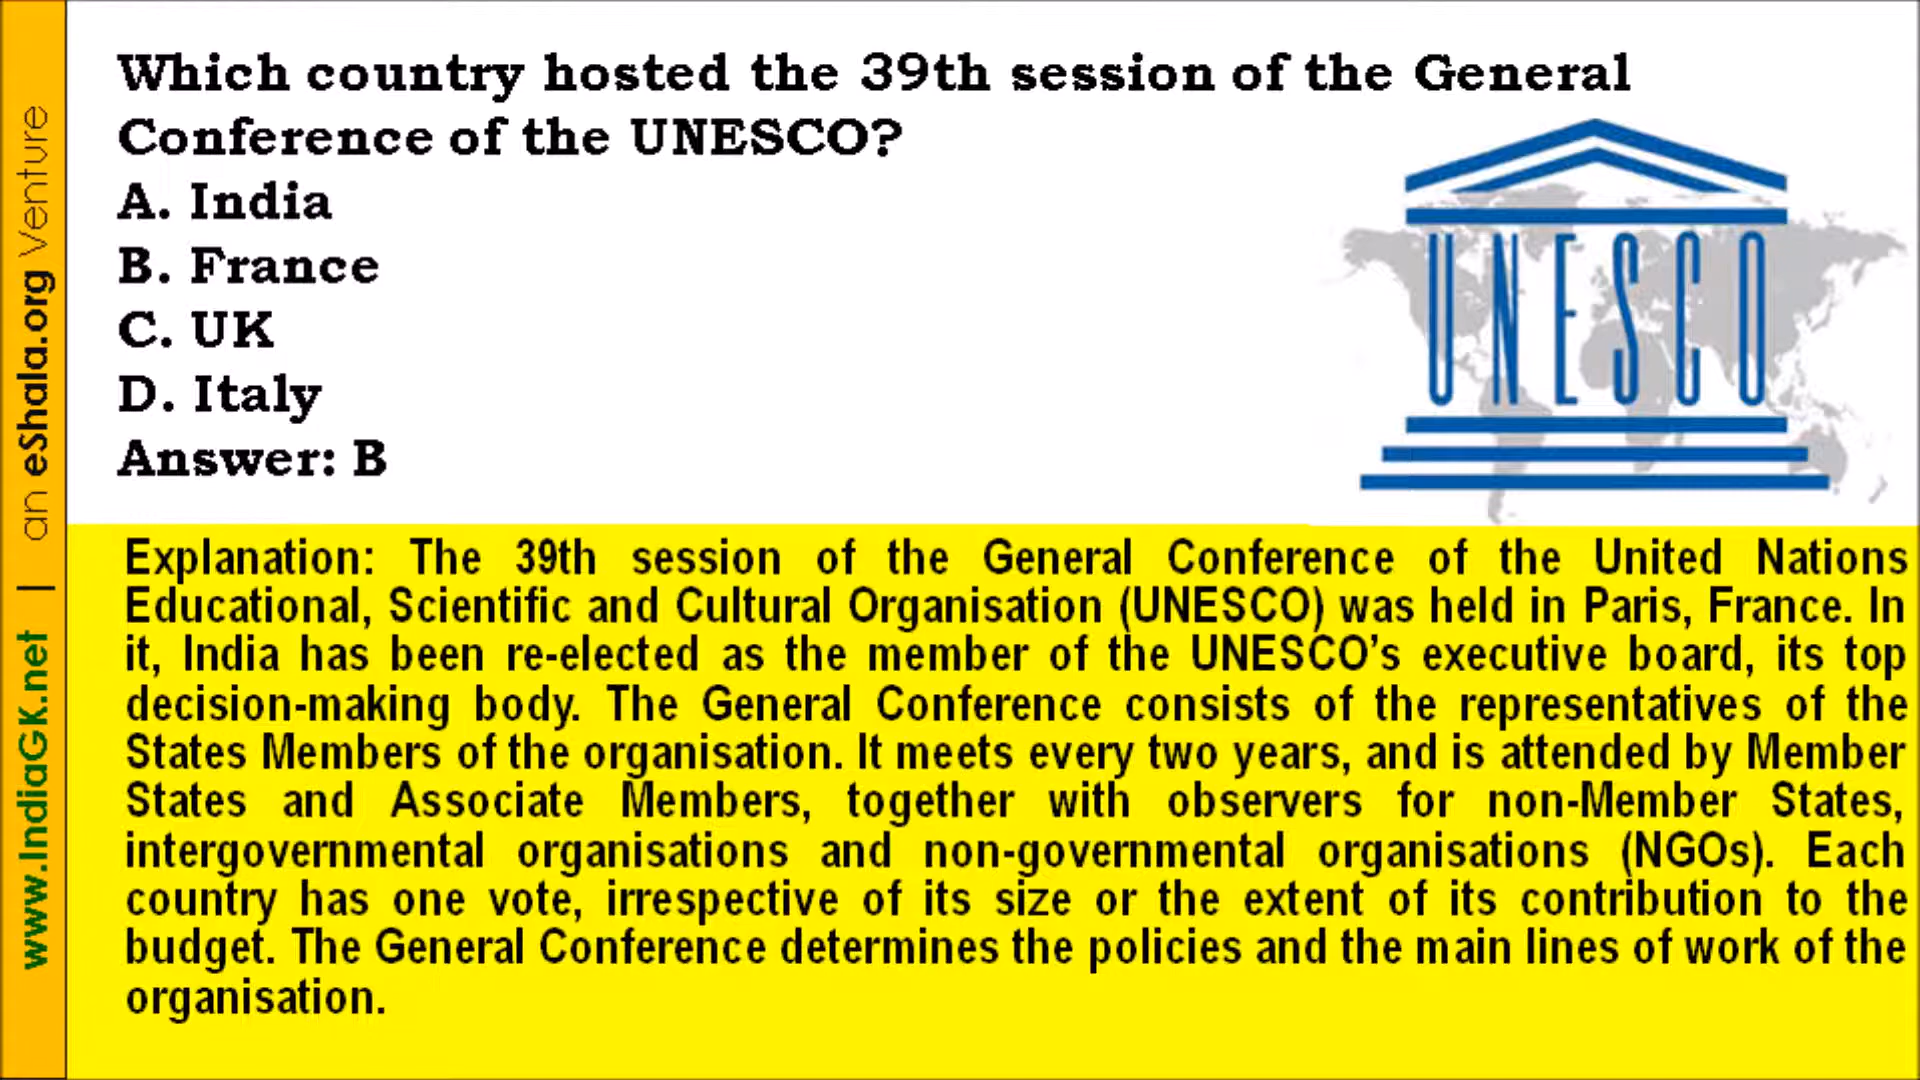 Which country hosted the 39th session of the General
Conference of the UNESCO?
A. India
B. France
C. UK
D. Italy
Answer: B
UNESCO
Explanation: The 39th session of the General Conference of the United Nations
Educational, Scientific and Cultural Organisation (UNESCO) was held in Paris, France. In
it, India has been re-elected as the member of the UNESCO’s executive board, its top
decision-making body. The General Conference consists of the representatives of the
States Members of the organisation. It meets every two years, and is attended by Member
States and Associate Members, together with observers for non-Member States,
intergovernmental organisations and non-governmental organisations (NGOs). Each
country has one vote, irrespective of its size or the extent of its contribution to the
budget. The General Conference determines the policies and the main lines of work of the
organisation.
www.IndiaGK.net | an eShala.org Venture